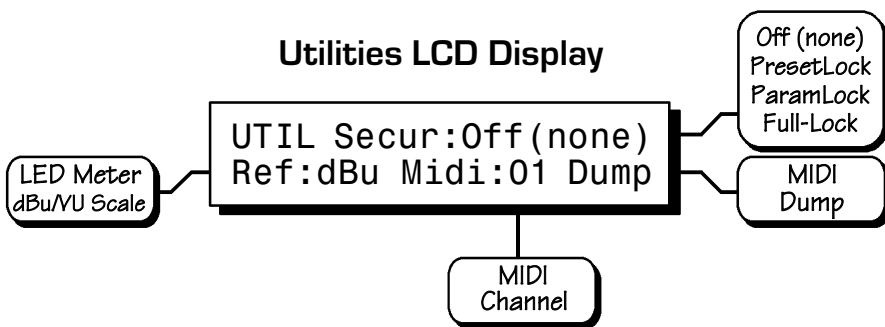 Utilities LCD Display
Off (none)
PresetLock
ParamLock
Full-Lock
UTIL Secur:Off(none)
Ref:dBu Midi:01 Dump
LED Meter
dBu/VU Scale
MIDI
Dump
MIDI
Channel